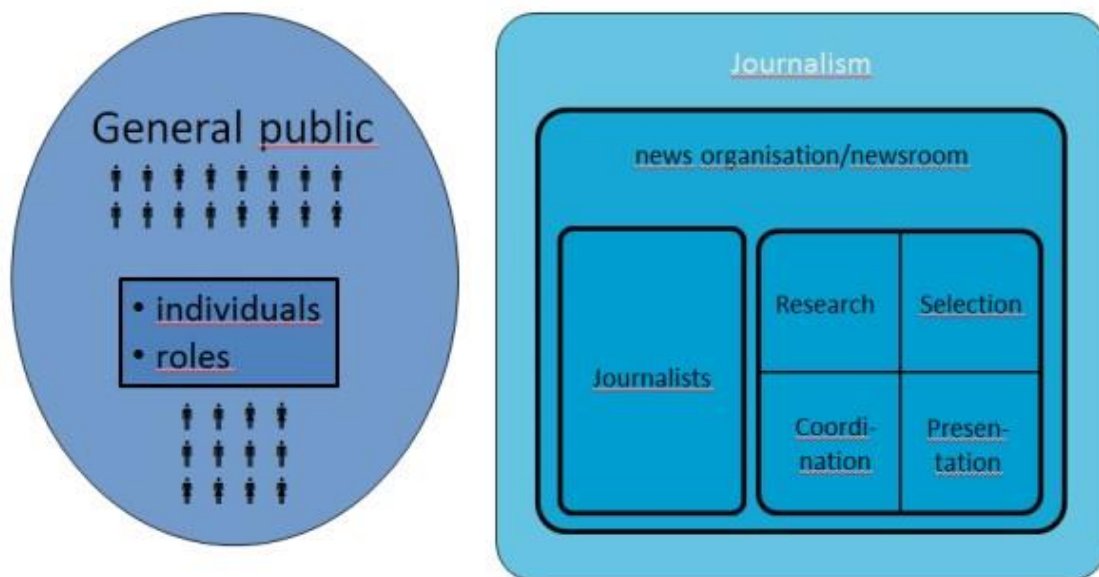 General public
• individuals
• roles
Journalism
news organisation/newsroom
Journalists
Research
Selection
Coordi-
nation
Presen-
tation